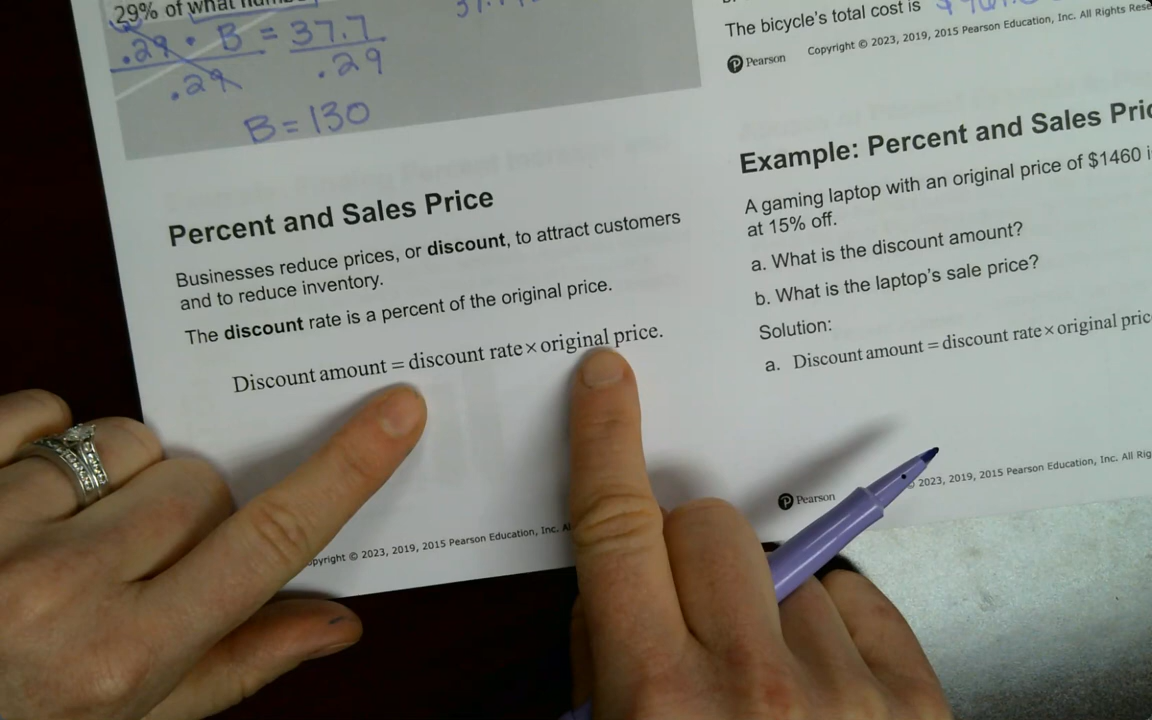 29% of what
.29 • B = 37.7
.29 .29
B = 130
Percent and Sales Price
Businesses reduce prices, or discount, to attract customers
and to reduce inventory.
The discount rate is a percent of the original price.
Discount amount = discount rate × original price.
opyright © 2023, 2019, 2015 Pearson Education, Inc. Al
The bicycle's total cost is
Pearson
Copyright © 2023, 2019, 2015 Pearson Education, Inc. All Rights Rese
Example: Percent and Sales Pric
A gaming laptop with an original price of $1460 i
at 15% off.
a. What is the discount amount?
b. What is the laptop's sale price?
Solution:
a. Discount amount = discount rate × original pric
Pearson
2023, 2019, 2015 Pearson Education, Inc. All Rig